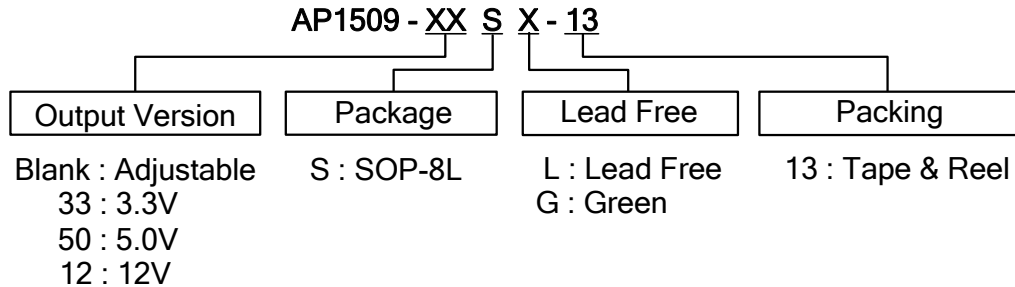 AP1509 - XX S X - 13
Output Version
Package
Lead Free
Packing
Blank : Adjustable
33 : 3.3V
50 : 5.0V
12 : 12V
S : SOP-8L
L : Lead Free
G : Green
13 : Tape & Reel